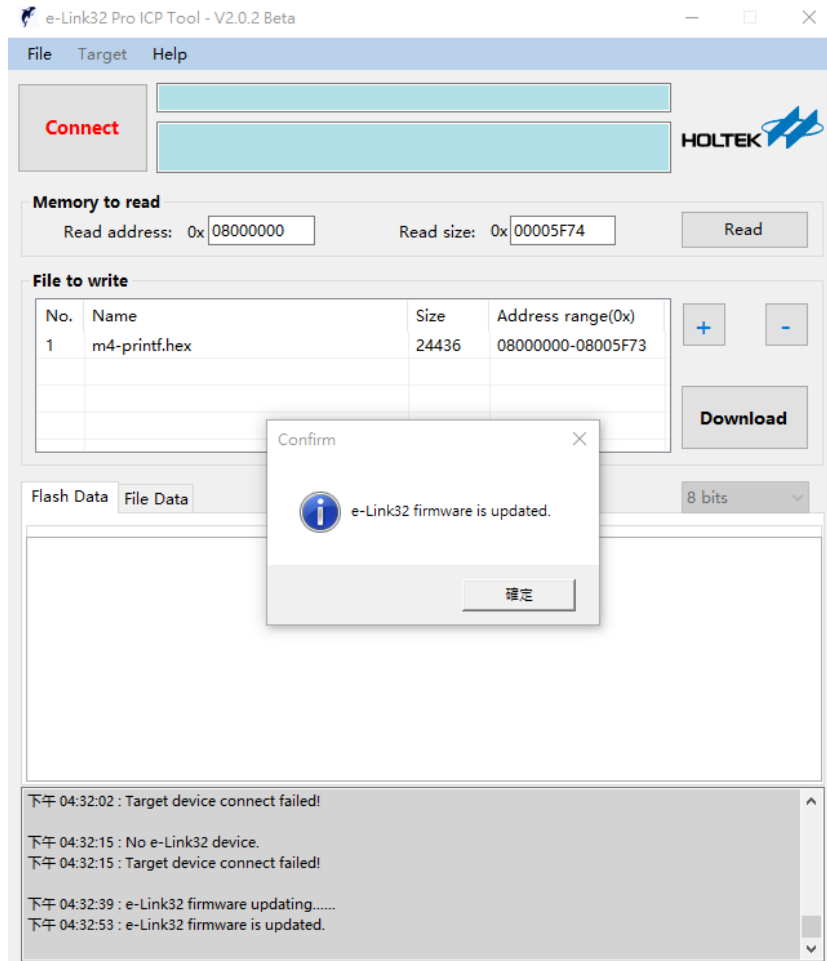 e-Link32 Pro ICP Tool - V2.0.2 Beta
File Target Help
Connect
HOLTEK
Memory to read
Read address: 0x 08000000 Read size: 0x 00005F74 Read
File to write
No. Name Size Address range(0x)
1 m4-printf.hex 24436 08000000-08005F73
+ -
Download
Confirm
Flash Data File Data 8 bits
e-Link32 firmware is updated.
確定
下午 04:32:02 : Target device connect failed!
下午 04:32:15 : No e-Link32 device.
下午 04:32:15 : Target device connect failed!
下午 04:32:39 : e-Link32 firmware updating......
下午 04:32:53 : e-Link32 firmware is updated.